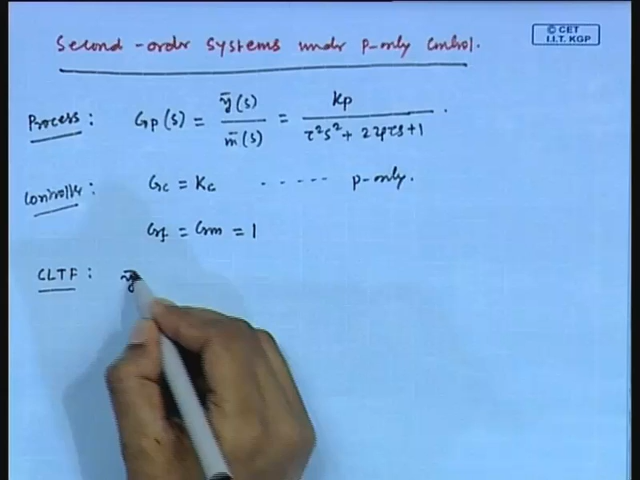 Second-order systems under P-only control.
© CET
I.I.T. KGP
Process : Gp(s) = ȳ(s) / m̄(s) = Kp / τ²s² + 2ζτs + 1 .
Controller : Gc = Kc ...... P-only.
Gf = Gm = 1
CLTF : ȳ